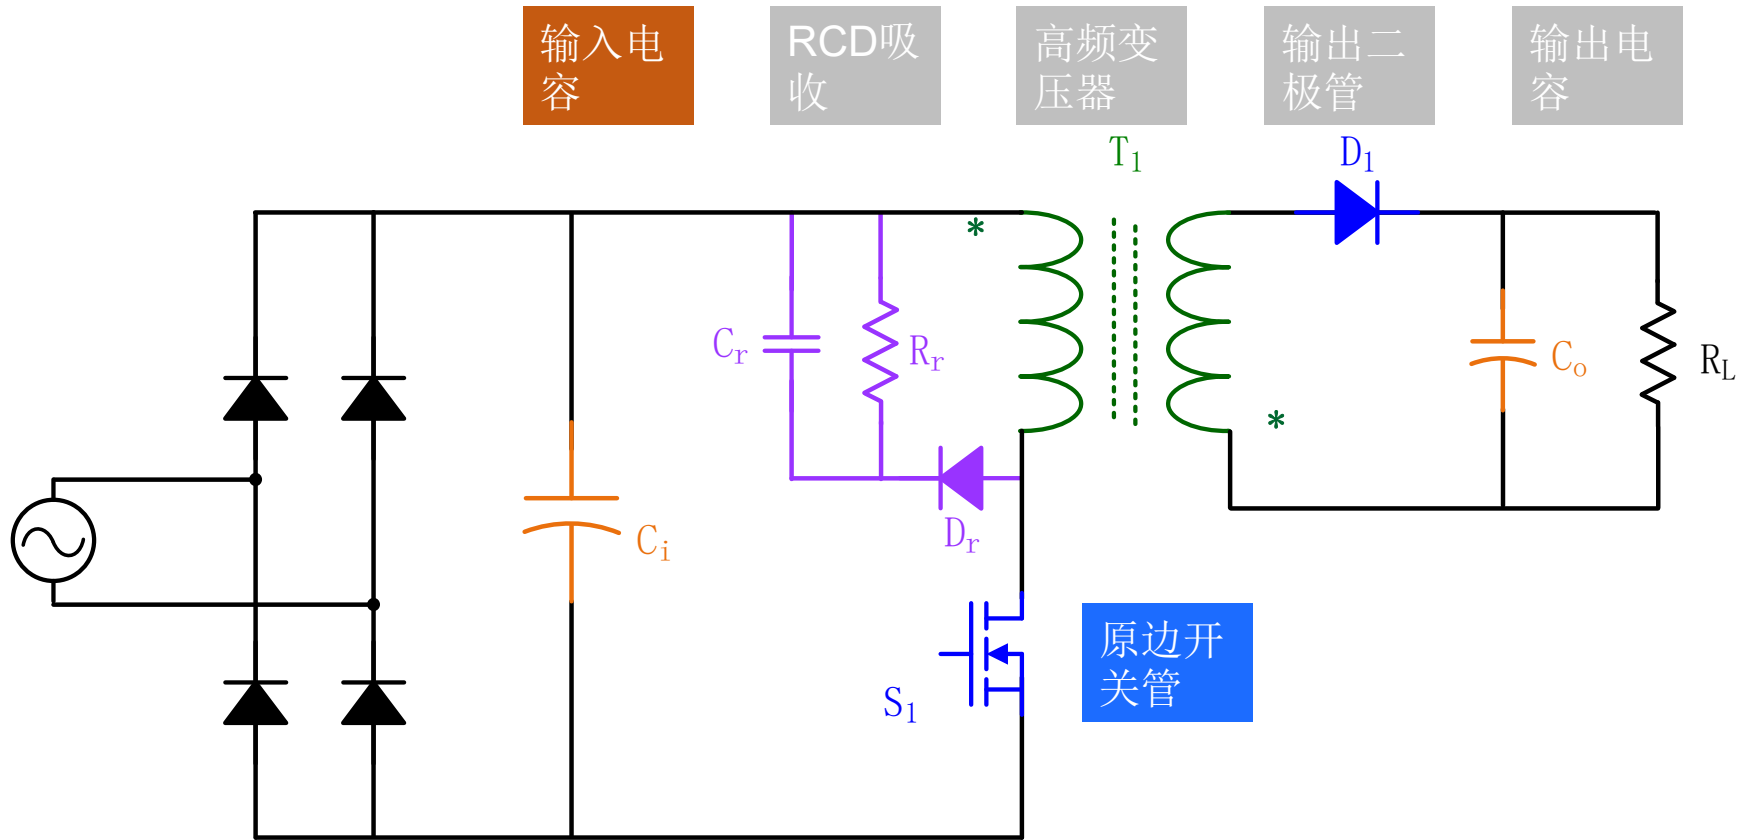 输入电
容
RCD吸
收
高频变
压器
输出二
极管
输出电
容
T1
D1
*
Cr
Rr
Co
RL
*
Ci
Dr
原边开
关管
S1